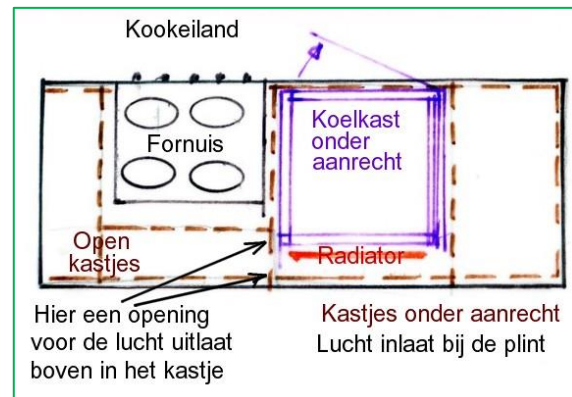 Kookeiland
Fornuis
Koelkast
onder
aanrecht
Open
kastjes
Radiator
Hier een opening
voor de lucht uitlaat
boven in het kastje
Kastjes onder aanrecht
Lucht inlaat bij de plint